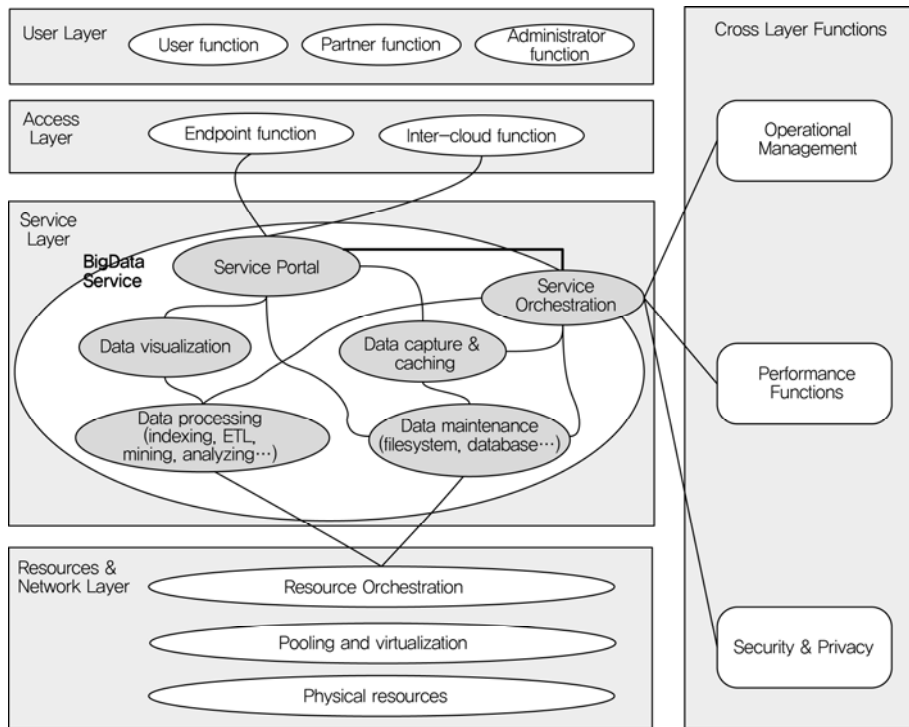 User Layer
User function
Partner function
Administrator
function
Cross Layer Functions
Access
Layer
Endpoint function
Inter-cloud function
Operational
Management
Service
Layer
BigData
Service
Service Portal
Service
Orchestration
Data visualization
Data capture &
caching
Performance
Functions
Data processing
(indexing, ETL,
mining, analyzing⋯)
Data maintenance
(filesystem, database⋯)
Resources &
Network Layer
Resource Orchestration
Pooling and virtualization
Security & Privacy
Physical resources